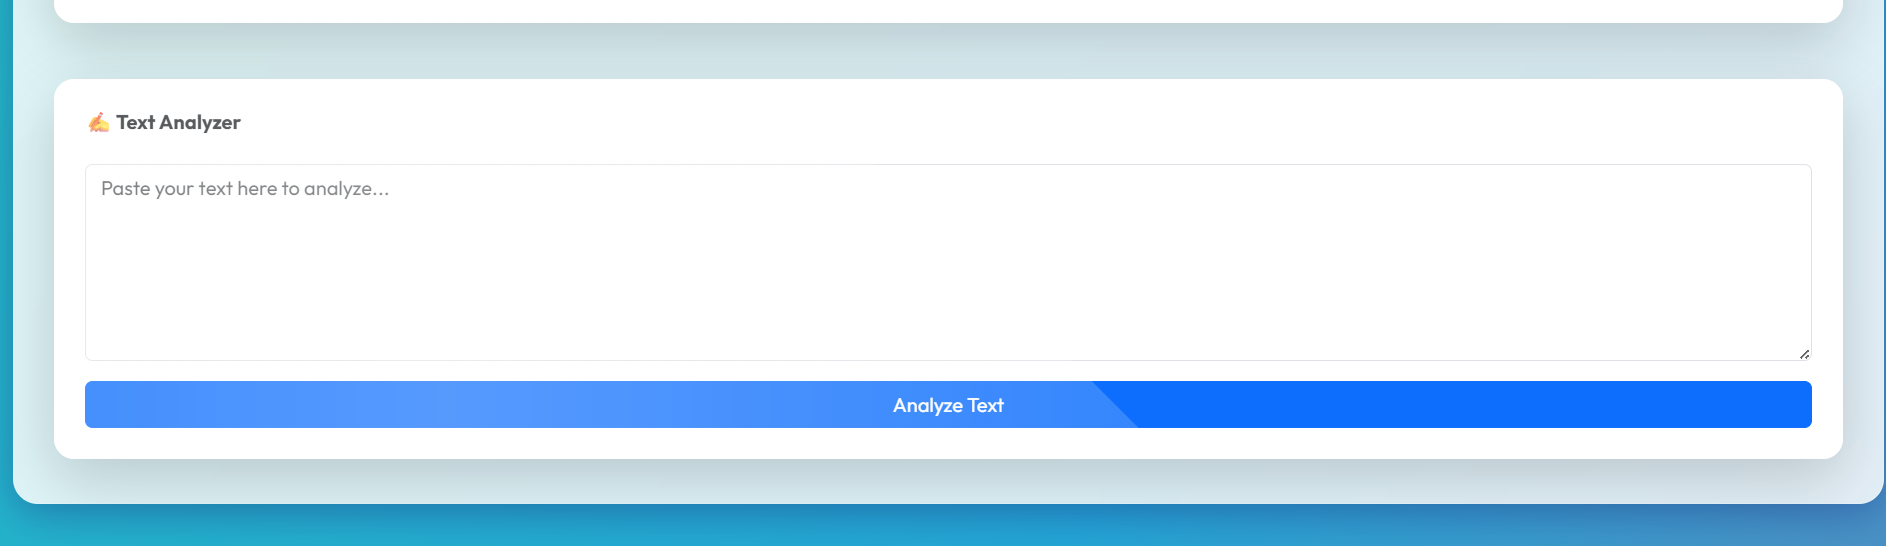 ✍️ Text Analyzer
Paste your text here to analyze...
Analyze Text